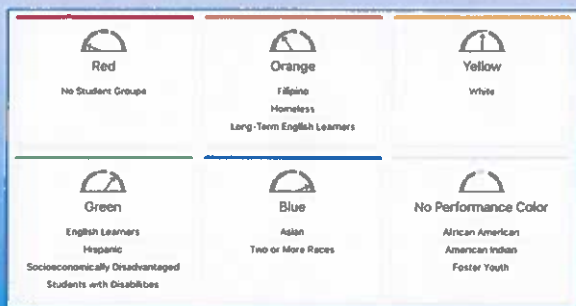 Red
No Student Groups
Orange
Filipino
Homeless
Long-Term English Learners
Yellow
White
Green
English Learners
Hispanic
Socioeconomically Disadvantaged
Students with Disabilities
Blue
Asian
Two or More Races
No Performance Color
African American
American Indian
Foster Youth